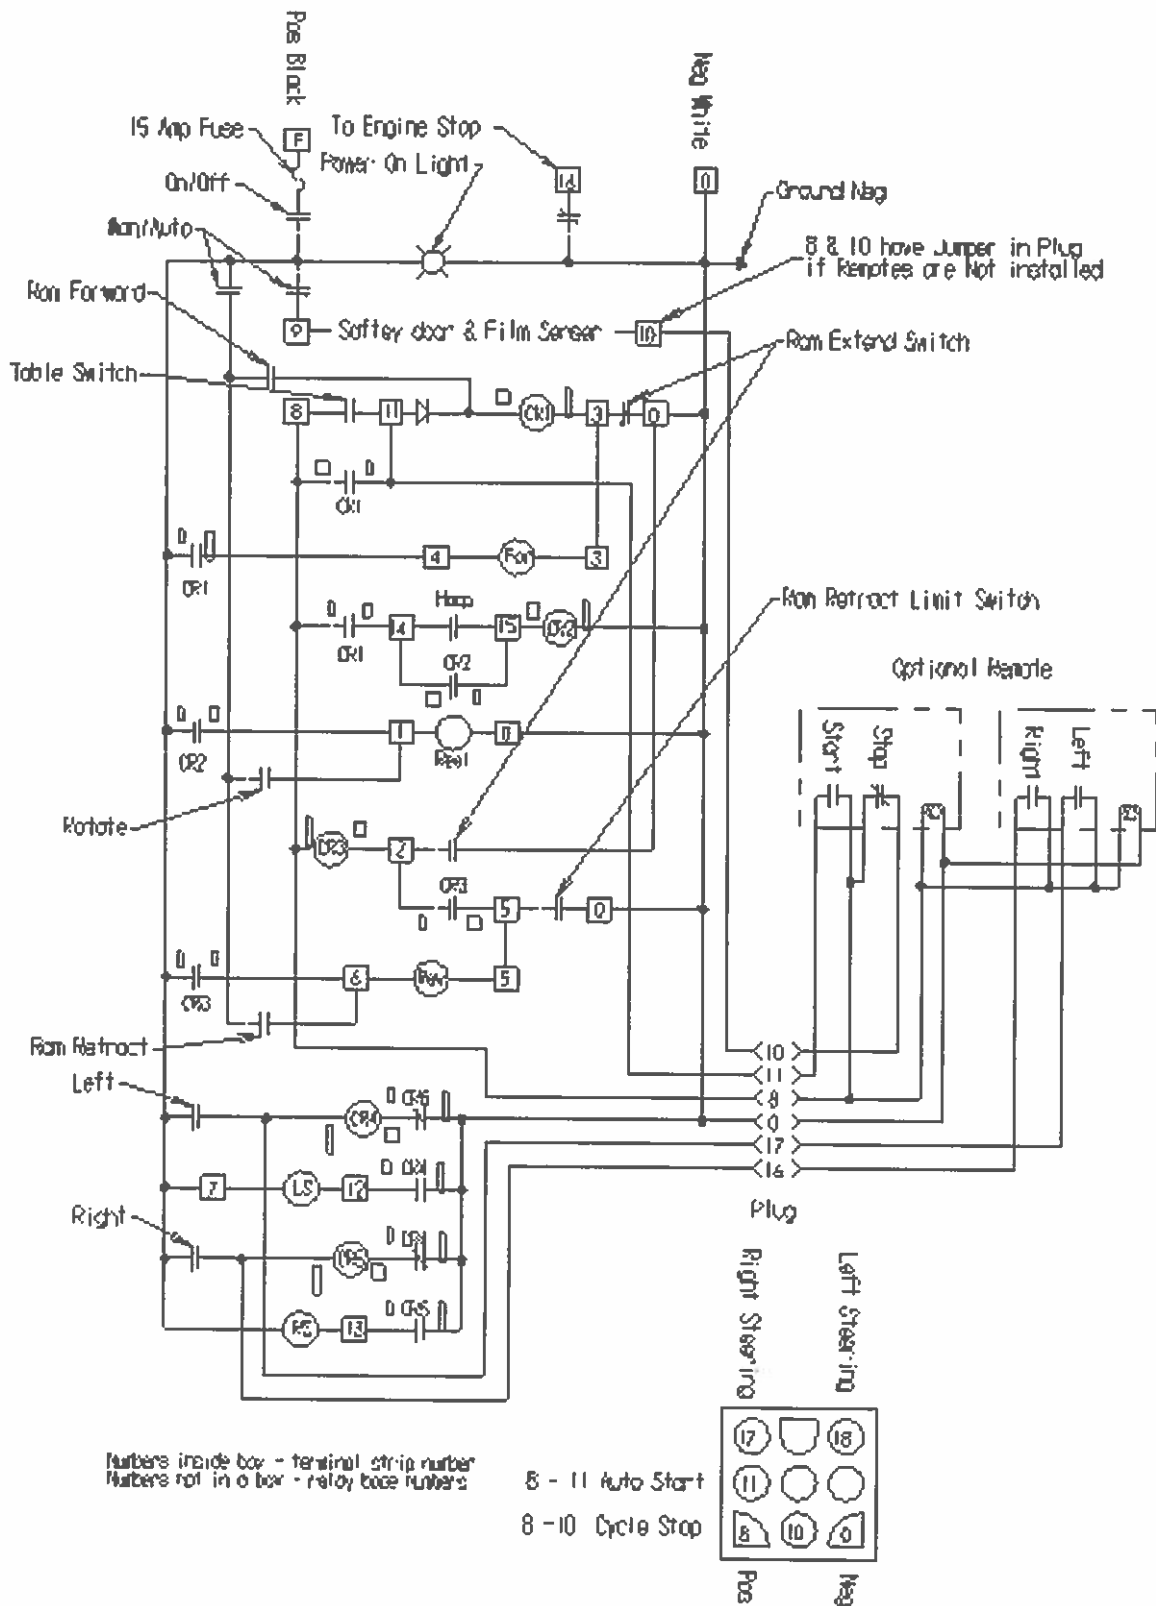 Pos Black
Neg White
15 Amp Fuse
F
To Engine Stop
Power On Light
On/Off
0
Ground Neg
Man/Auto
8 & 10 have Jumper in Plug
if Remotes are Not installed
Ram Forward
9
Saftey door & Film Senser
10
Ram Extend Switch
Table Switch
8
11
CR1
3
0
CR1
4
For
3
CR1
Ram Retract Limit Switch
14
15
CR2
CR1
CR2
Optional Remote
Start
Stop
Right
Left
1
0
CR2
Rotate
CR3
2
CR3
5
0
6
5
CR3
Ram Retract
10
Left
11
8
CR4
CR5
0
17
7
LS
12
CR4
16
Right
Plug
CR5
CR4
RS
13
CR5
Right Steering
Left Steering
17
18
Numbers inside box - terminal strip number
Numbers not in a box - relay base numbers
8 - 11 Auto Start
11
8 -10 Cycle Stop
8
10
0
Pos
Neg